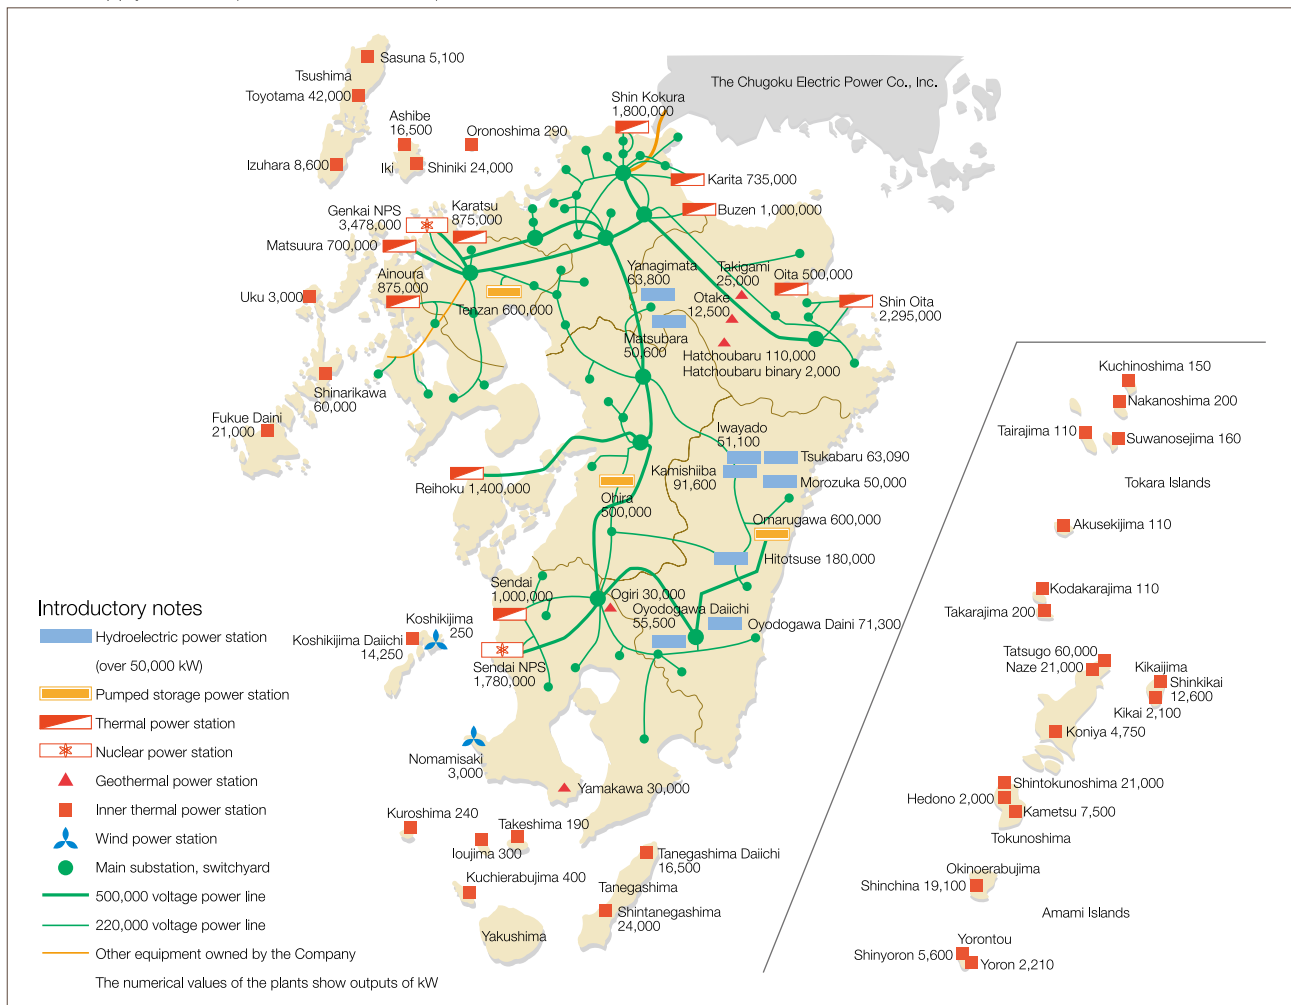 The Chugoku Electric Power Co., Inc.
Sasuna 5,100
Tsushima
Toyotama 42,000
Ashibe
16,500
Oronoshima 290
Izuhara 8,600
Iki
Shiniki 24,000
Shin Kokura
1,800,000
Karita 735,000
Buzen 1,000,000
Genkai NPS
3,478,000
Karatsu
875,000
Matsuura 700,000
Ainoura
875,000
Tenzan 600,000
Uku 3,000
Yanagimata
63,800
Takigami
25,000
Oita 500,000
Otake
12,500
Shin Oita
2,295,000
Matsubara
50,600
Hatchoubaru 110,000
Hatchoubaru binary 2,000
Shinarikawa
60,000
Fukue Daini
21,000
Iwayado
51,100
Tsukabaru 63,090
Kamishiiba
91,600
Morozuka 50,000
Reihoku 1,400,000
Ohira
500,000
Omarugawa 600,000
Hitotsuse 180,000
Sendai
1,000,000
Ogiri 30,000
Oyodogawa Daiichi
55,500
Oyodogawa Daini 71,300
Koshikijima
250
Koshikijima Daiichi
14,250
Sendai NPS
1,780,000
Nomamisaki
3,000
Yamakawa 30,000
Kuroshima 240
Takeshima 190
Ioujima 300
Kuchierabujima 400
Tanegashima Daiichi
16,500
Tanegashima
Shintanegashima
24,000
Yakushima
Kuchinoshima 150
Nakanoshima 200
Tairajima 110
Suwanosejima 160
Tokara Islands
Akusekijima 110
Kodakarajima 110
Takarajima 200
Tatsugo 60,000
Naze 21,000
Kikaijima
Shinkikai
12,600
Kikai 2,100
Koniya 4,750
Shintokunoshima 21,000
Hedono 2,000
Kametsu 7,500
Tokunoshima
Okinoerabujima
Shinchina 19,100
Amami Islands
Yorontou
Shinyoron 5,600
Yoron 2,210
Introductory notes
Hydroelectric power station
(over 50,000 kW)
Pumped storage power station
Thermal power station
Nuclear power station
Geothermal power station
Inner thermal power station
Wind power station
Main substation, switchyard
500,000 voltage power line
220,000 voltage power line
Other equipment owned by the Company
The numerical values of the plants show outputs of kW